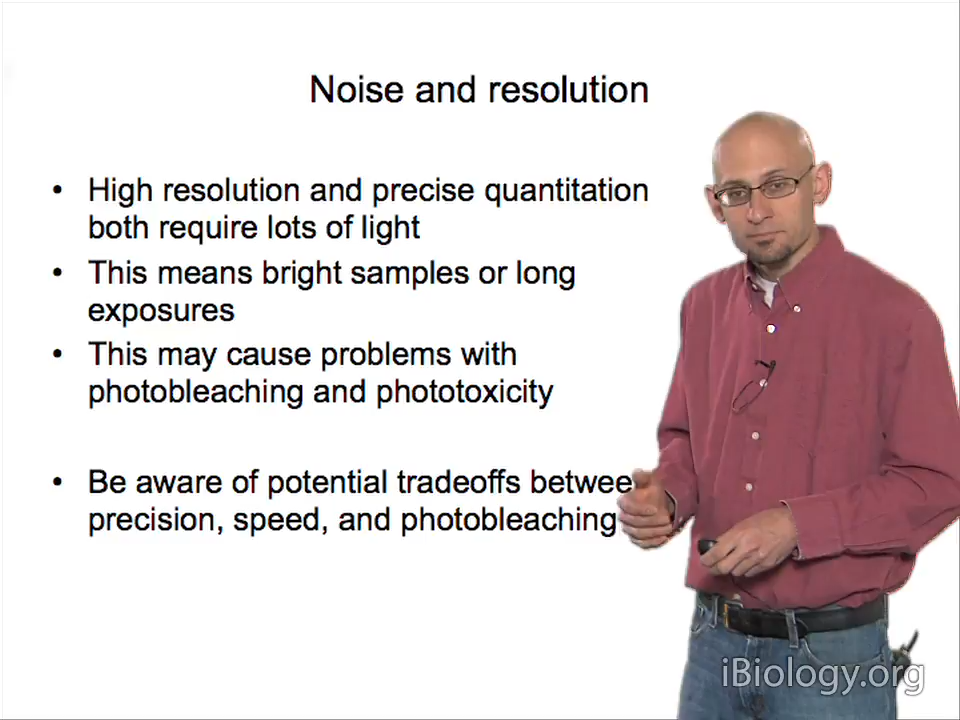 Noise and resolution
• High resolution and precise quantitation
both require lots of light
• This means bright samples or long
exposures
• This may cause problems with
photobleaching and phototoxicity
• Be aware of potential tradeoffs betwee
precision, speed, and photobleaching
iBiology.org